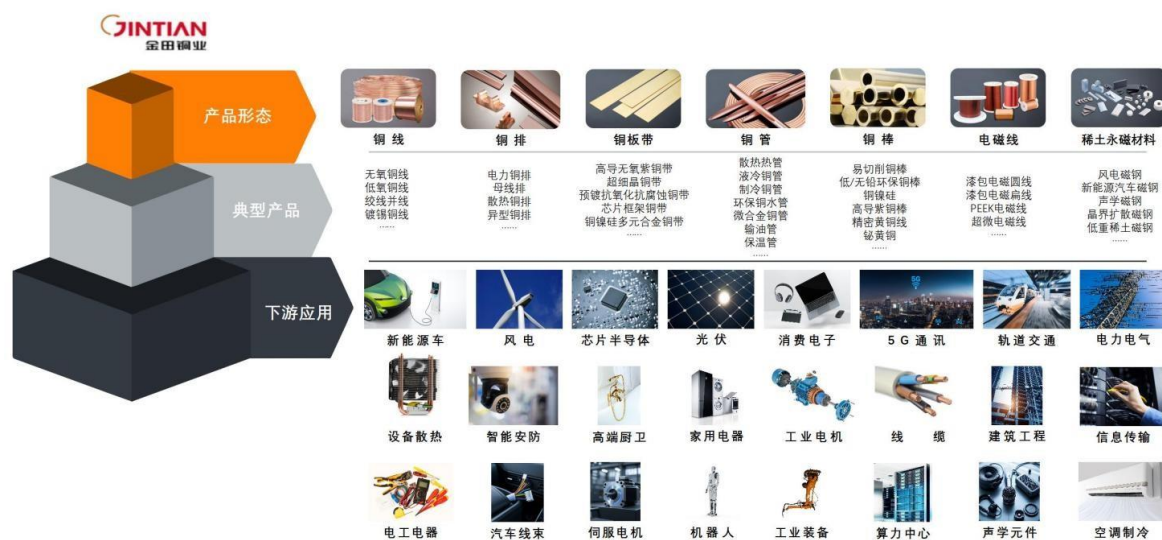 JINTIAN
金田铜业
产品形态
铜线 铜排 铜板带 铜管 铜棒 电磁线 稀土永磁材料
典型产品
无氧铜线
低氧铜线
绞线并线
镀锡铜线
……
电力铜排
母线排
散热铜排
异型铜排
……
高导无氧紫铜带
超细晶铜带
预镀抗氧化抗腐蚀铜带
芯片框架铜带
铜镍硅多元合金铜带
……
散热热管
液冷铜管
制冷铜管
环保铜水管
微合金铜管
输油管
保温管
……
易切削铜棒
低/无铅环保铜棒
铜镍硅
高导紫铜棒
精密黄铜线
铋黄铜
……
漆包电磁圆线
漆包电磁扁线
PEEK电磁线
超微电磁线
……
风电磁钢
新能源汽车磁钢
声学磁钢
晶界扩散磁钢
低重稀土磁钢
……
下游应用
5G
新能源车 风电 芯片半导体 光伏 消费电子 5G通讯 轨道交通 电力电气
设备散热 智能安防 高端厨卫 家用电器 工业电机 线缆 建筑工程 信息传输
电工电器 汽车线束 伺服电机 机器人 工业装备 算力中心 声学元件 空调制冷